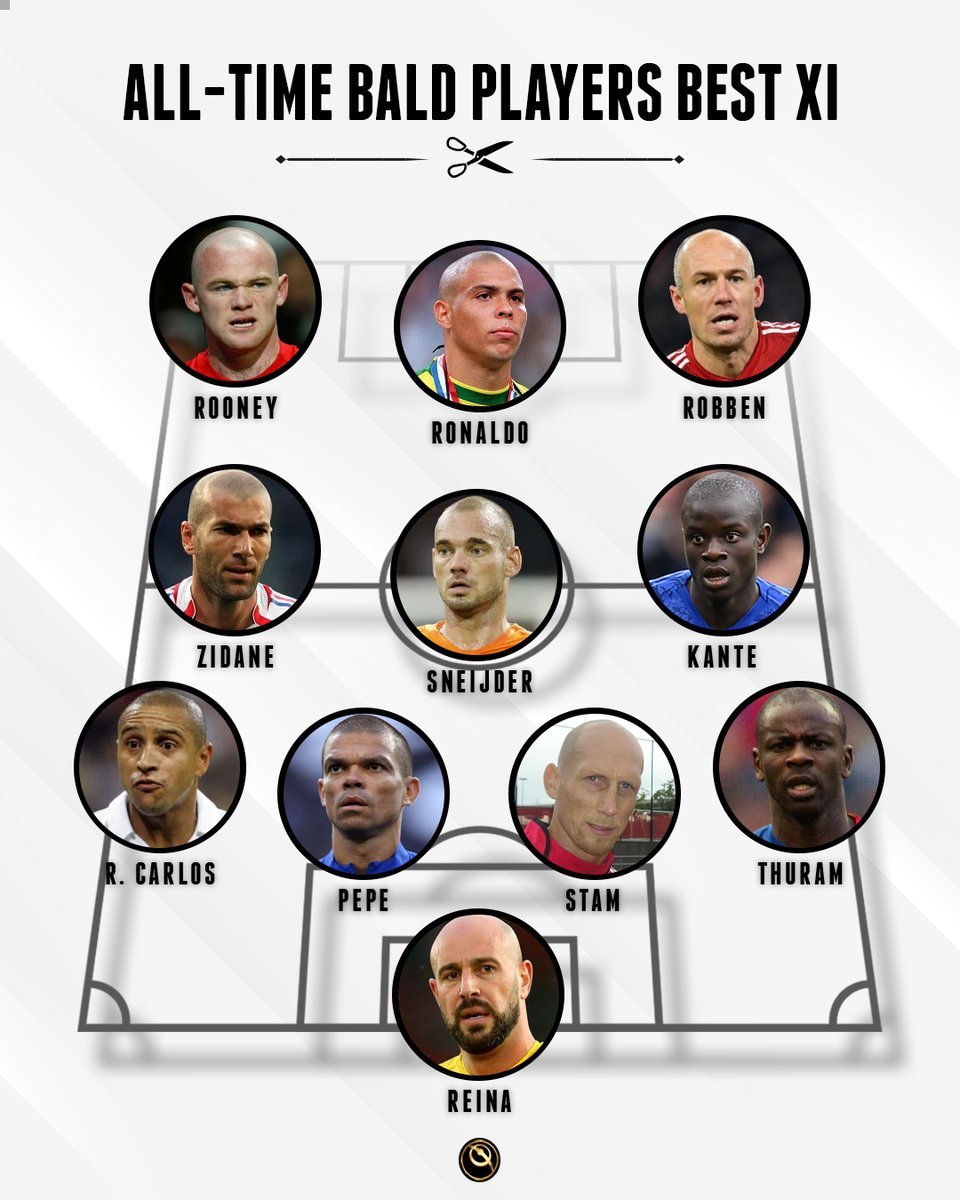 ALL-TIME BALD PLAYERS BEST XI
ROONEY
RONALDO
ROBBEN
ZIDANE
SNEIJDER
KANTE
R. CARLOS
PEPE
STAM
THURAM
REINA